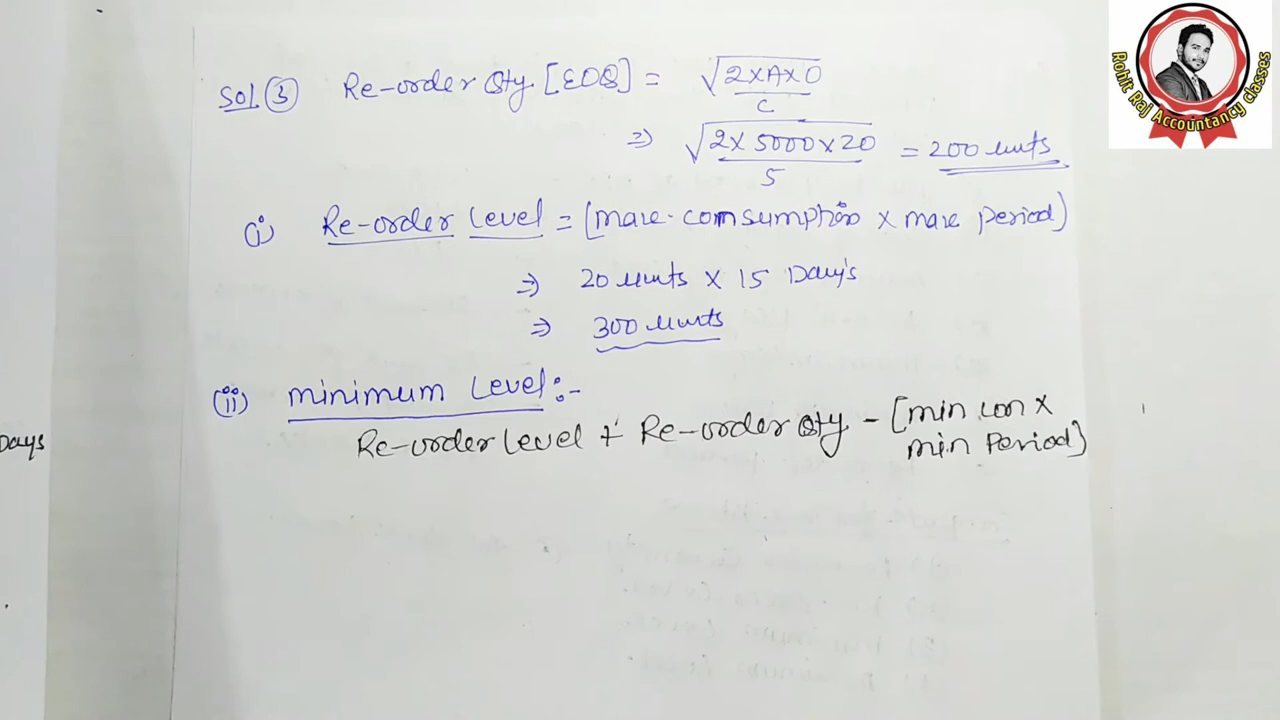 Sol (3) Re-order Qty. [EOQ] = √2×A×O
C
⇒ √2 × 5000 × 20 = 200 units
5
(i) Re-order Level = (max. comsumption × max period)
⇒ 20 units × 15 Day's
⇒ 300 units
(ii) minimum Level :-
Re-order Level + Re-order Qty - [min con ×
min Period]
Days
Rohit Raj Accountancy classes